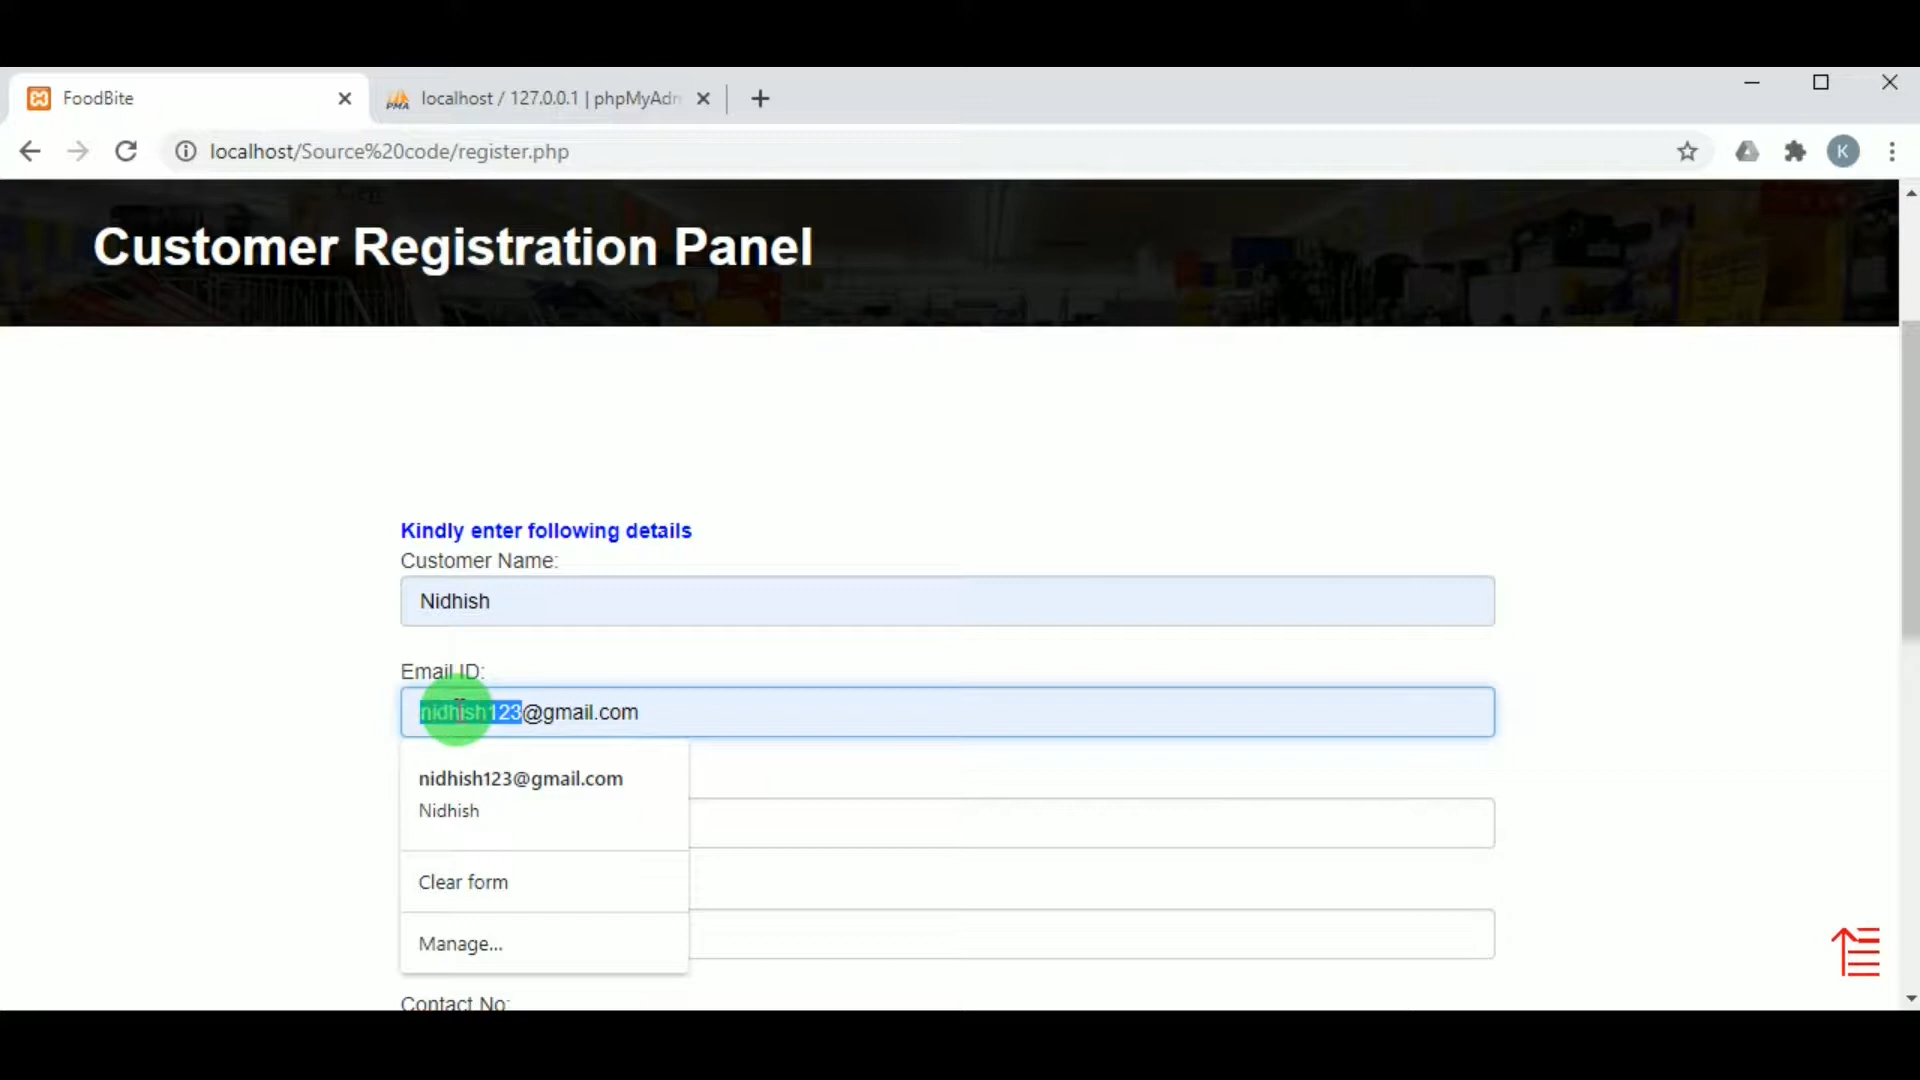 FoodBite
localhost / 127.0.0.1 | phpMyAdm
localhost/Source%20code/register.php
K
Customer Registration Panel
Kindly enter following details
Customer Name:
Nidhish
Email ID:
nidhish123@gmail.com
nidhish123@gmail.com
Nidhish
Clear form
Manage...
Contact No: